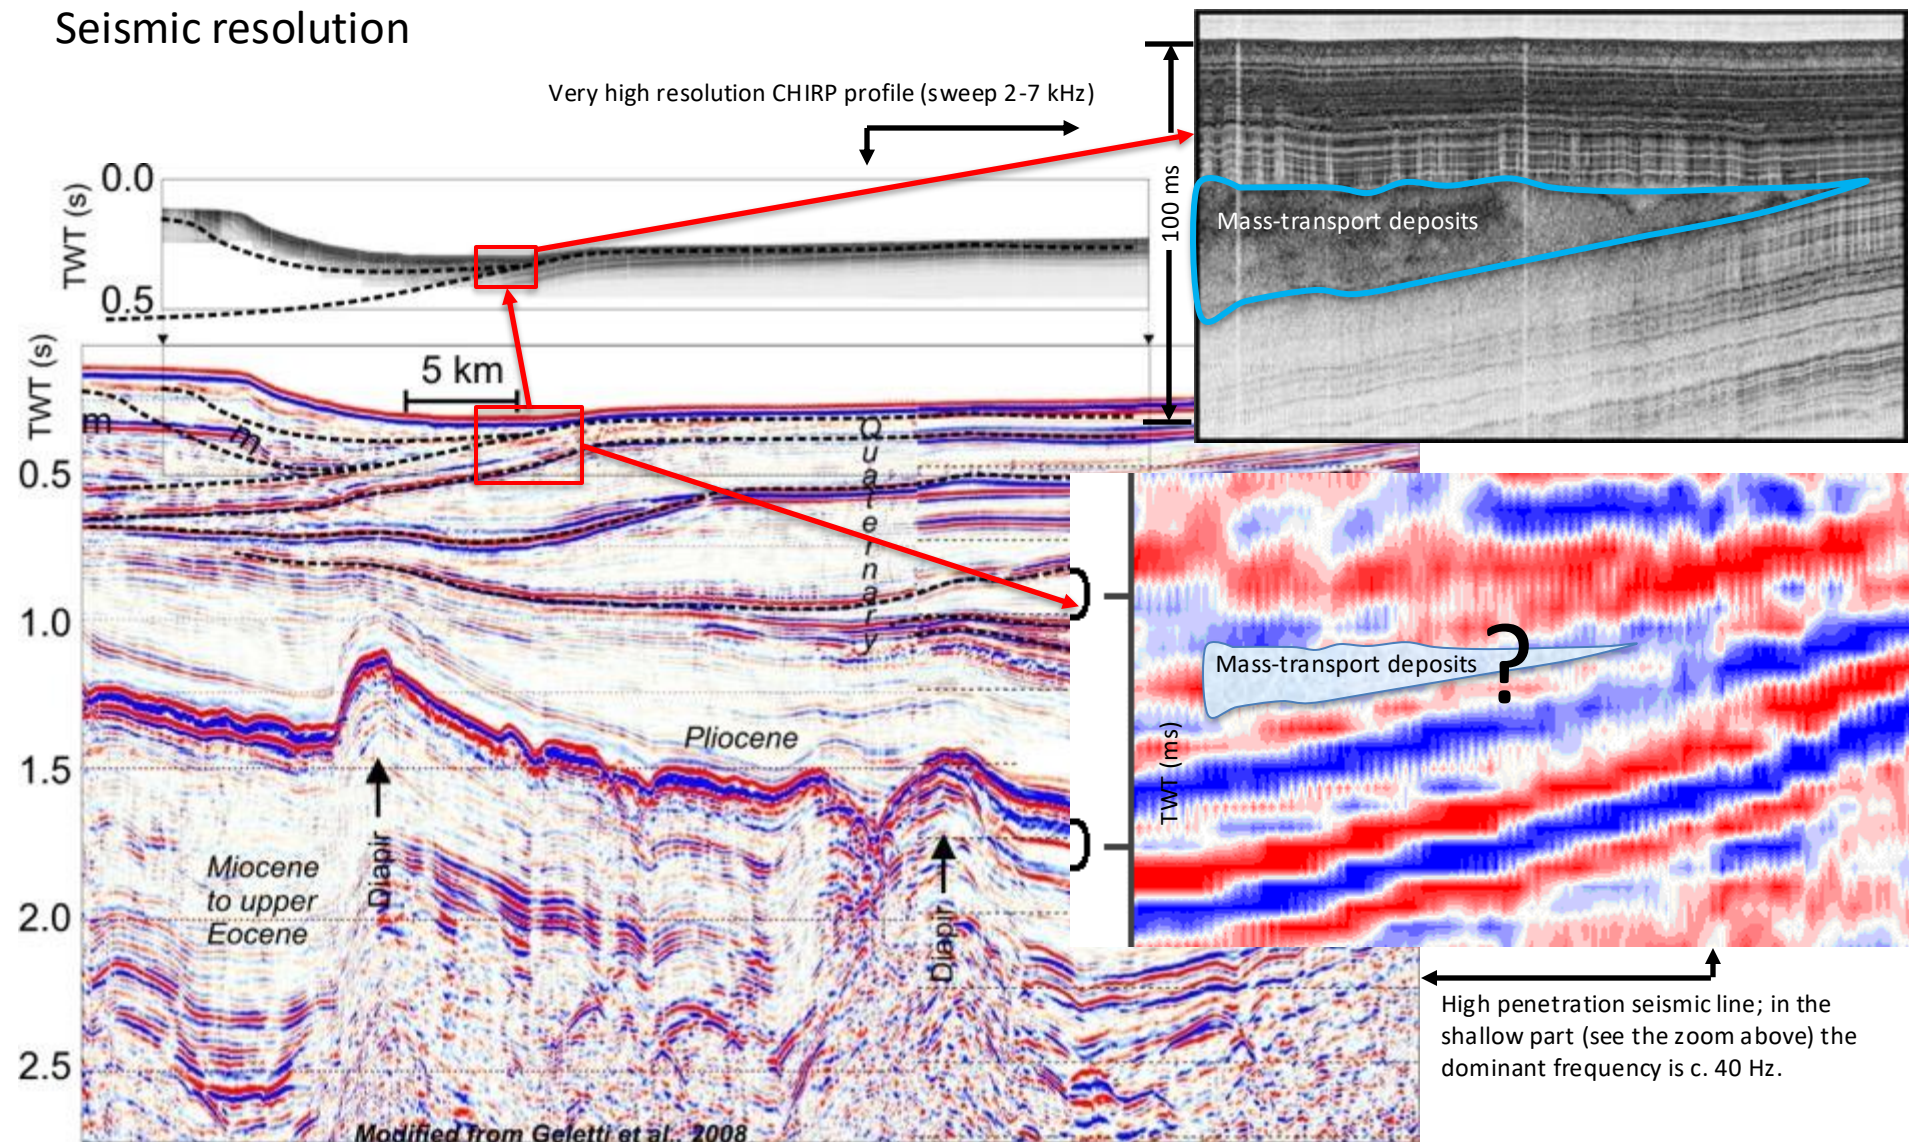 Seismic resolution
Very high resolution CHIRP profile (sweep 2-7 kHz)
TWT (s)
0.0
0.5
100 ms
Mass-transport deposits
TWT (s)
5 km
m
m
0.5
1.0
1.5
2.0
2.5
Quaternary
Pliocene
Miocene
to upper
Eocene
Diapir
Diapir
Mass-transport deposits
?
TWT (ms)
High penetration seismic line; in the
shallow part (see the zoom above) the
dominant frequency is c. 40 Hz.
Modified from Geletti et al., 2008